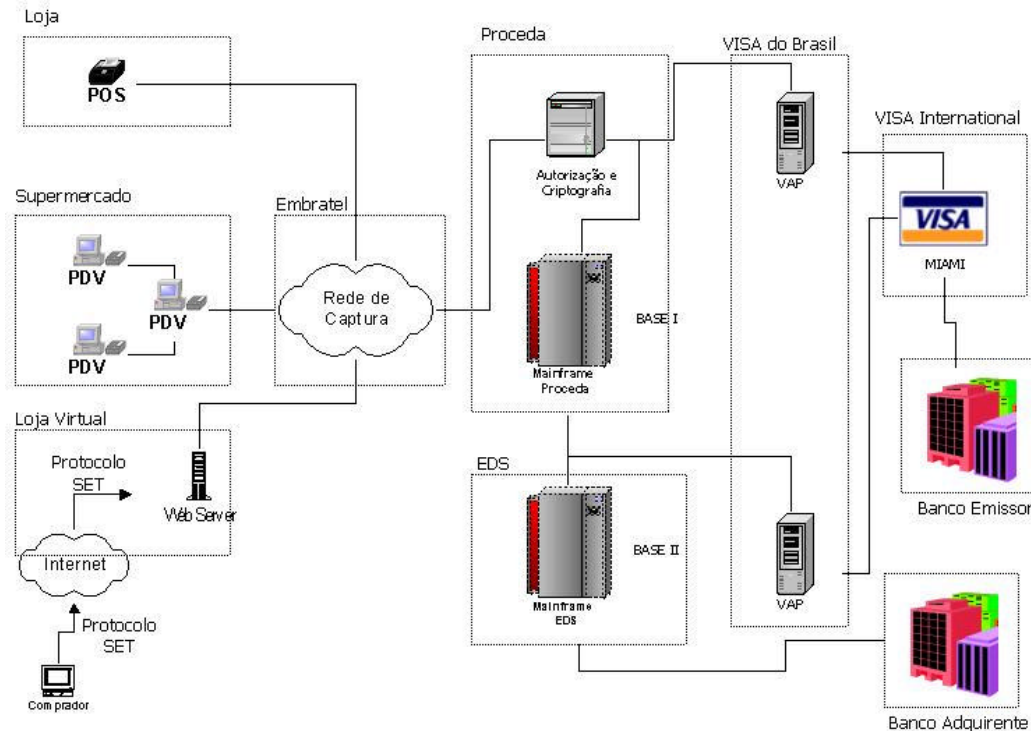 Loja
POS
Supermercado
PDV
PDV
PDV
Embratel
Rede de
Captura
Loja Virtual
Protocolo
SET
Web Server
Internet
Protocolo
SET
Comprador
Proceda
Autorização e
Criptografia
BASE I
Mainframe
Proceda
EDS
BASE II
Mainframe
EDS
VISA do Brasil
VAP
VAP
VISA International
VISA
MIAMI
Banco Emissor
Banco Adquirente